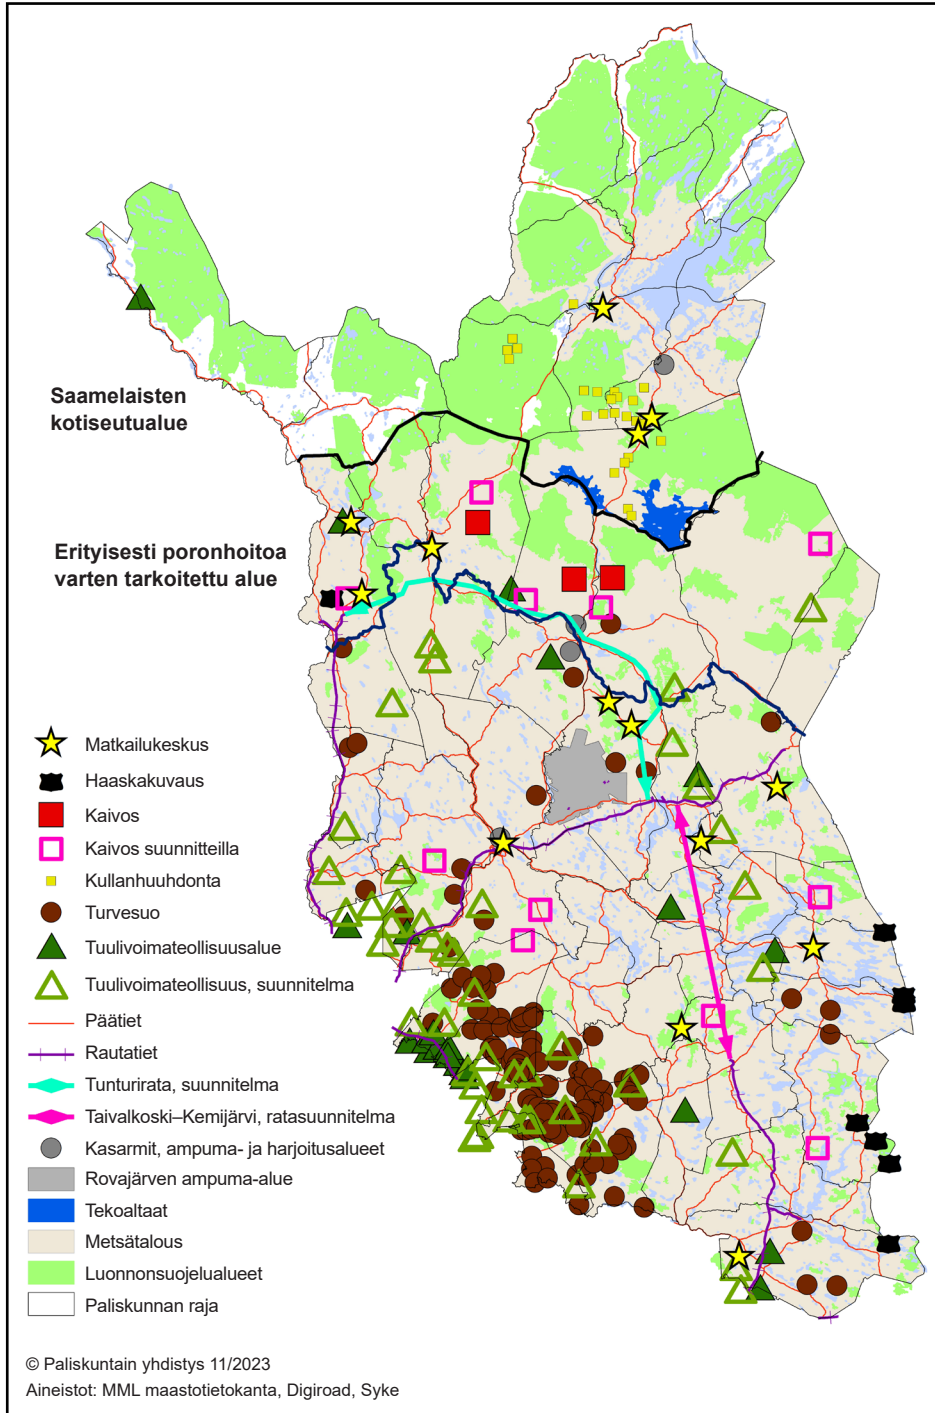 Saamelaisten
kotiseutualue
Erityisesti poronhoitoa
varten tarkoitettu alue
Matkailukeskus
Haaskakuvaus
Kaivos
Kaivos suunnitteilla
Kullanhuuhdonta
Turvesuo
Tuulivoimateollisuusalue
Tuulivoimateollisuus, suunnitelma
Päätiet
Rautatiet
Tunturirata, suunnitelma
Taivalkoski–Kemijärvi, ratasuunnitelma
Kasarmit, ampuma- ja harjoitusalueet
Rovajärven ampuma-alue
Tekoaltaat
Metsätalous
Luonnonsuojelualueet
Paliskunnan raja
© Paliskuntain yhdistys 11/2023
Aineistot: MML maastotietokanta, Digiroad, Syke